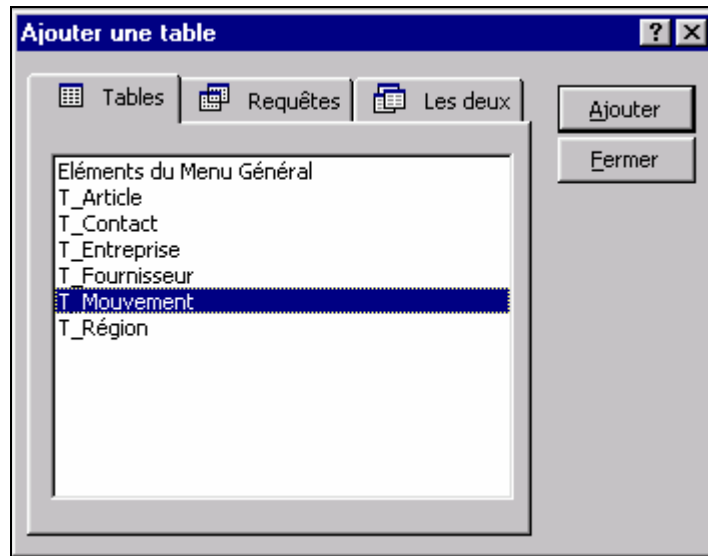 Ajouter une table
Tables Requêtes Les deux
Ajouter
Fermer
Eléments du Menu Général
T_Article
T_Contact
T_Entreprise
T_Fournisseur
T_Mouvement
T_Région